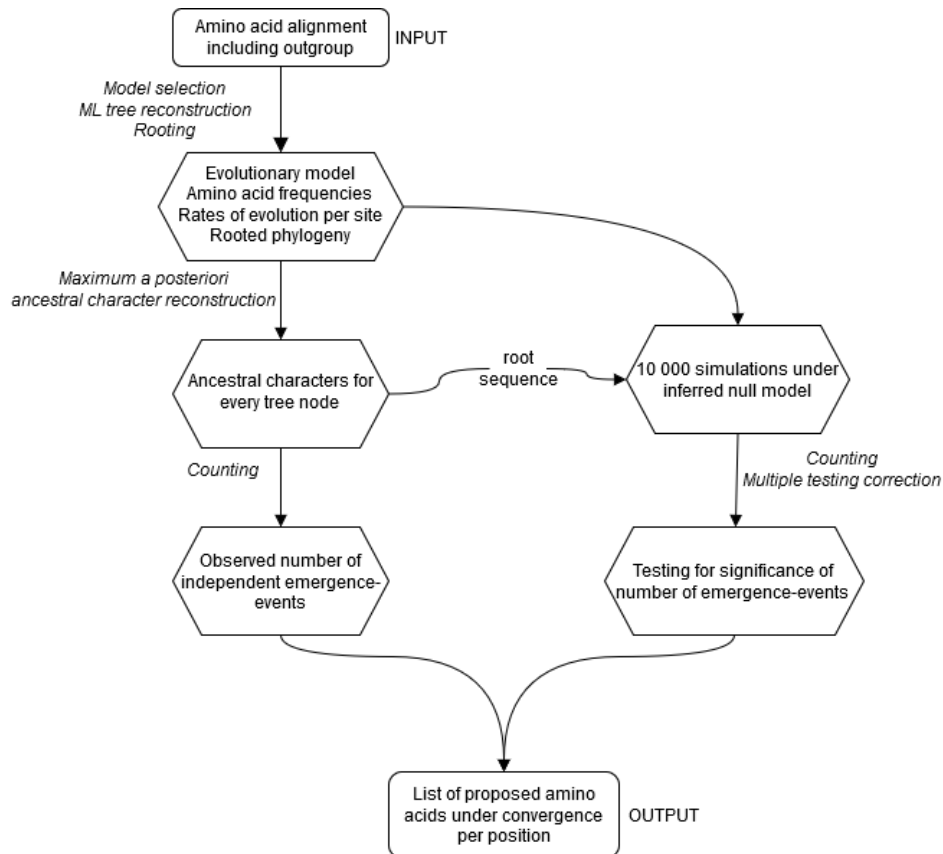 Amino acid alignment
including outgroup
INPUT
Model selection
ML tree reconstruction
Rooting
Evolutionary model
Amino acid frequencies
Rates of evolution per site
Rooted phylogeny
Maximum a posteriori
ancestral character reconstruction
Ancestral characters for
every tree node
root
sequence
10 000 simulations under
inferred null model
Counting
Counting
Multiple testing correction
Observed number of
independent emergence-
events
Testing for significance of
number of emergence-events
List of proposed amino
acids under convergence
per position
OUTPUT